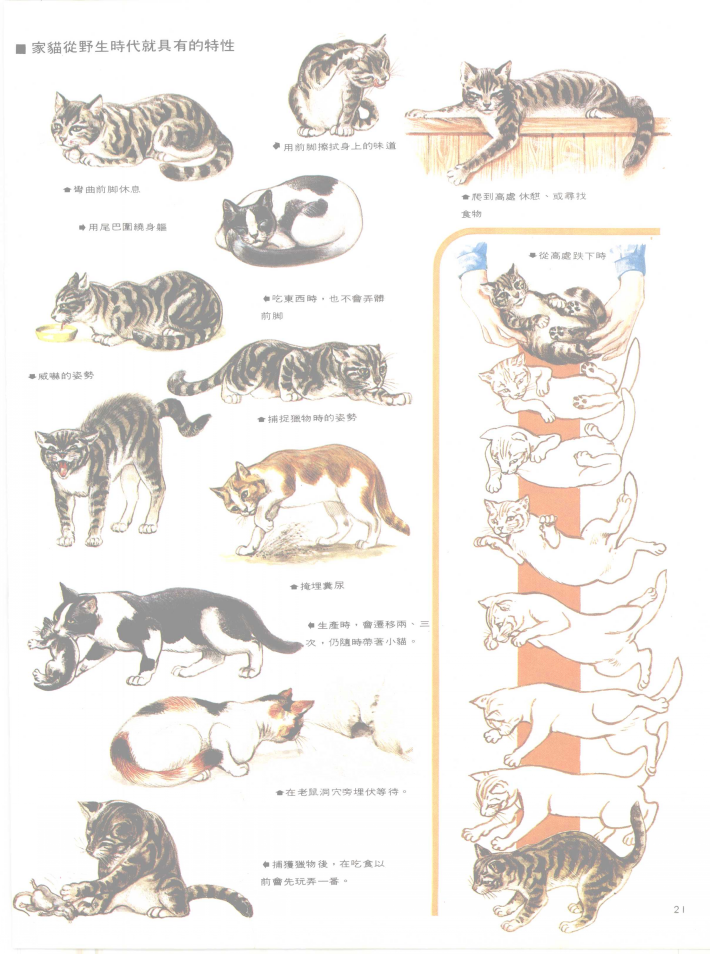 ■ 家貓從野生時代就具有的特性
用前脚擦拭身上的味道
彎曲前脚休息
爬到高處休憩、或尋找
食物
用尾巴圍繞身軀
從高處跌下時
吃東西時，也不會弄髒
前脚
威嚇的姿勢
捕捉獵物時的姿勢
掩埋糞尿
生產時，會遷移兩、三
次，仍隨時帶著小貓。
在老鼠洞穴旁埋伏等待。
捕獲獵物後，在吃食以
前會先玩弄一番。
21